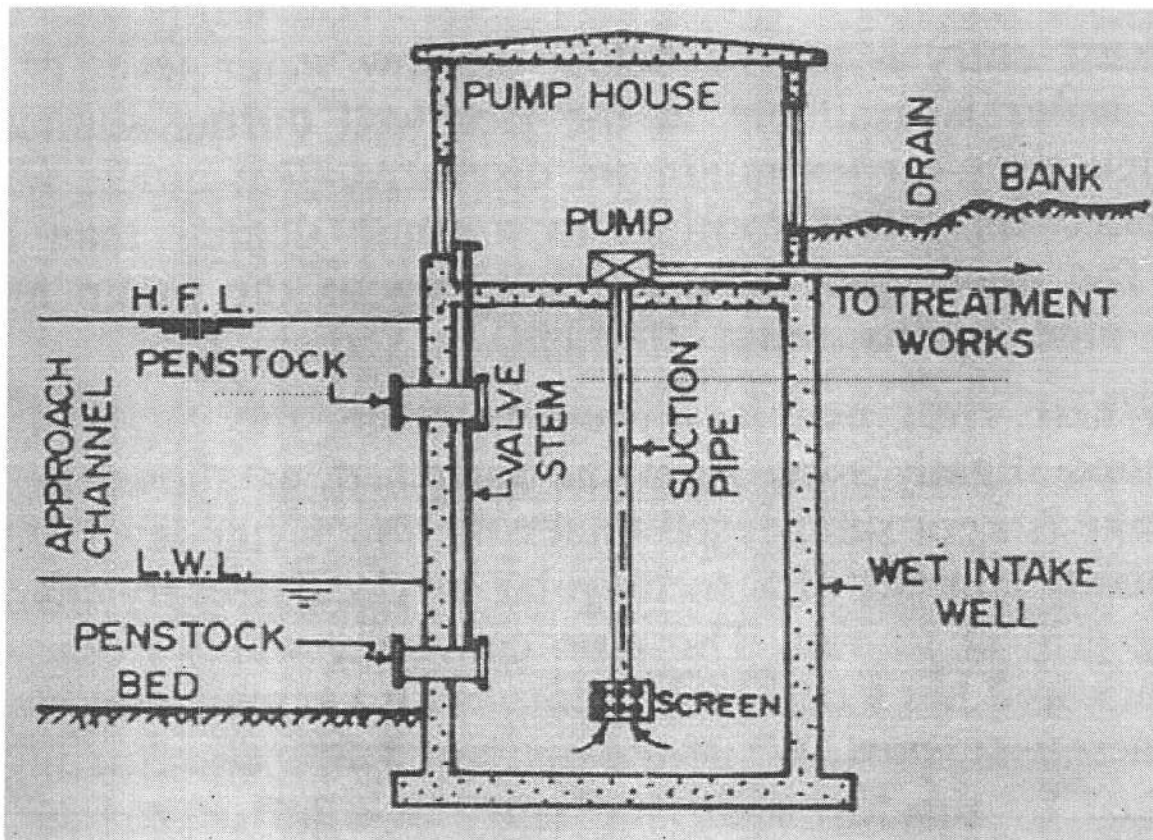 PUMP HOUSE
DRAIN
BANK
PUMP
H.F.L.
TO TREATMENT
WORKS
PENSTOCK
APPROACH
CHANNEL
VALVE
STEM
SUCTION
PIPE
L.W.L.
WET INTAKE
WELL
PENSTOCK
BED
SCREEN